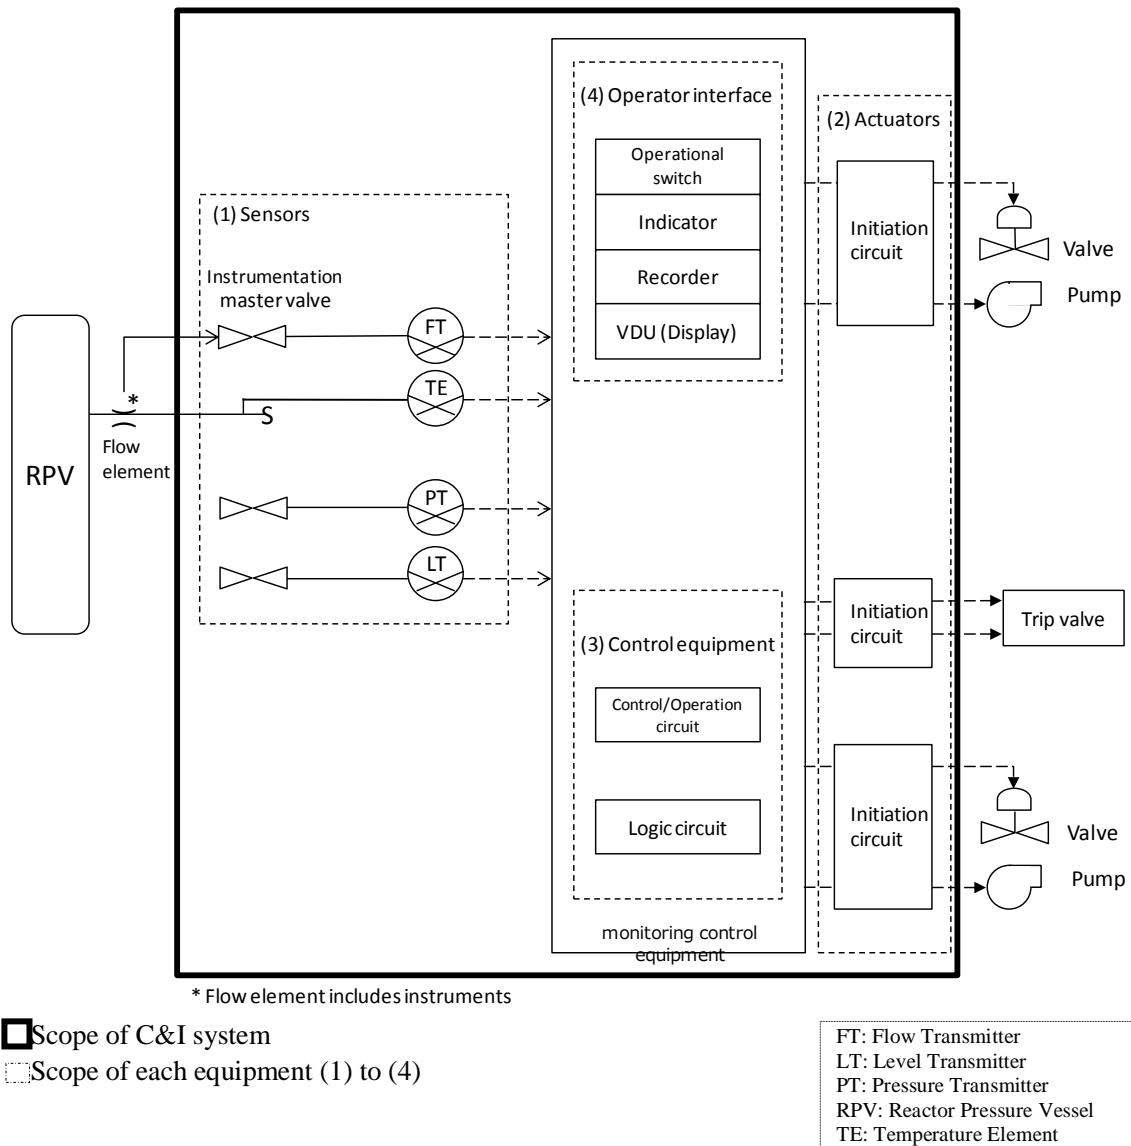 (4) Operator interface
Operational
switch
Indicator
Recorder
VDU (Display)
(2) Actuators
Initiation
circuit
Valve
Pump
(1) Sensors
Instrumentation
master valve
FT
TE
S
PT
LT
*
Flow
element
RPV
Initiation
circuit
Trip valve
(3) Control equipment
Control/Operation
circuit
Logic circuit
Initiation
circuit
Valve
Pump
monitoring control
equipment
* Flow element includes instruments
Scope of C&I system
Scope of each equipment (1) to (4)
FT: Flow Transmitter
LT: Level Transmitter
PT: Pressure Transmitter
RPV: Reactor Pressure Vessel
TE: Temperature Element